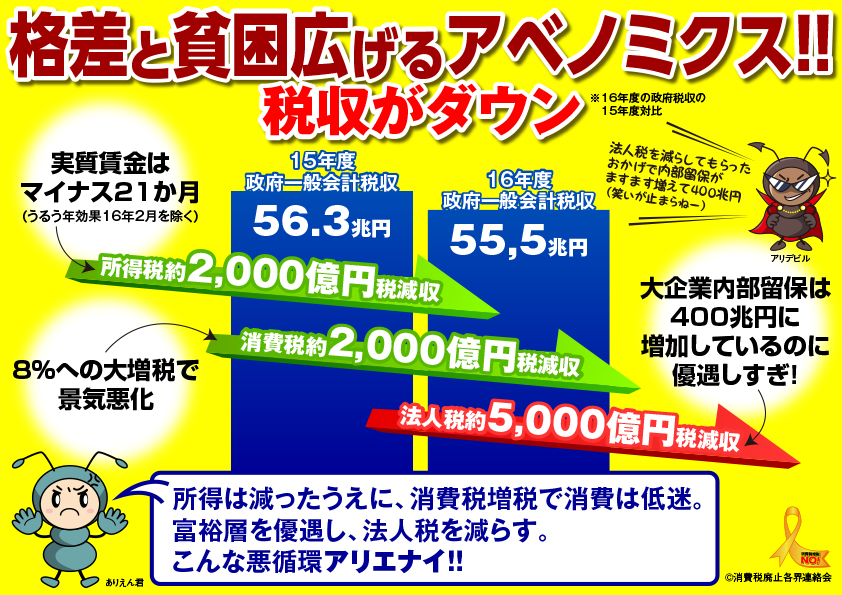 格差と貧困広げるアベノミクス!!
税収がダウン
※16年度の政府税収の
15年度対比
実質賃金は
マイナス21か月
(うるう年効果16年2月を除く)
15年度
政府一般会計税収
56.3兆円
16年度
政府一般会計税収
55,5兆円
法人税を減らしてもらった
おかげで内部留保が
ますます増えて400兆円
(笑いが止まらねー)
アリデビル
所得税約2,000億円税減収
消費税約2,000億円税減収
法人税約5,000億円税減収
大企業内部留保は
400兆円に
増加しているのに
優遇しすぎ!
8%への大増税で
景気悪化
所得は減ったうえに、消費税増税で消費は低迷。
富裕層を優遇し、法人税を減らす。
こんな悪循環アリエナイ!!
ありえん君
NO!
©消費税廃止各界連絡会